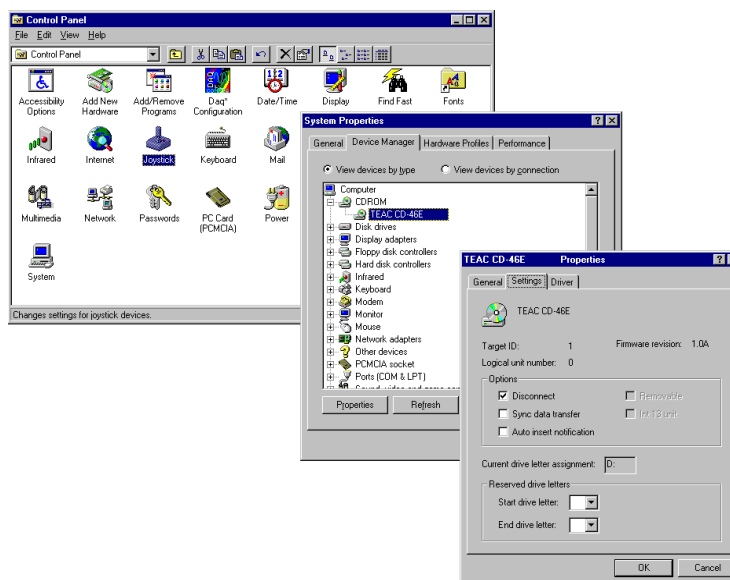 Control Panel
File Edit View Help
Control Panel
Accessibility Options
Add New Hardware
Add/Remove Programs
Daq* Configuration
Date/Time
Display
Find Fast
Fonts
Infrared
Internet
Joystick
Keyboard
Mail
Multimedia
Network
Passwords
PC Card (PCMCIA)
Power
System
Changes settings for joystick devices.
System Properties
General Device Manager Hardware Profiles Performance
View devices by type View devices by connection
Computer
CDROM
TEAC CD-46E
Disk drives
Display adapters
Floppy disk controllers
Hard disk controllers
Infrared
Keyboard
Modem
Monitor
Mouse
Network adapters
Other devices
PCMCIA socket
Ports (COM & LPT)
Properties Refresh
TEAC CD-46E Properties
General Settings Driver
TEAC CD-46E
Target ID: 1 Firmware revision: 1.0A
Logical unit number: 0
Options
Disconnect Removable
Sync data transfer Int 13 unit
Auto insert notification
Current drive letter assignment: D:
Reserved drive letters
Start drive letter:
End drive letter:
OK Cancel